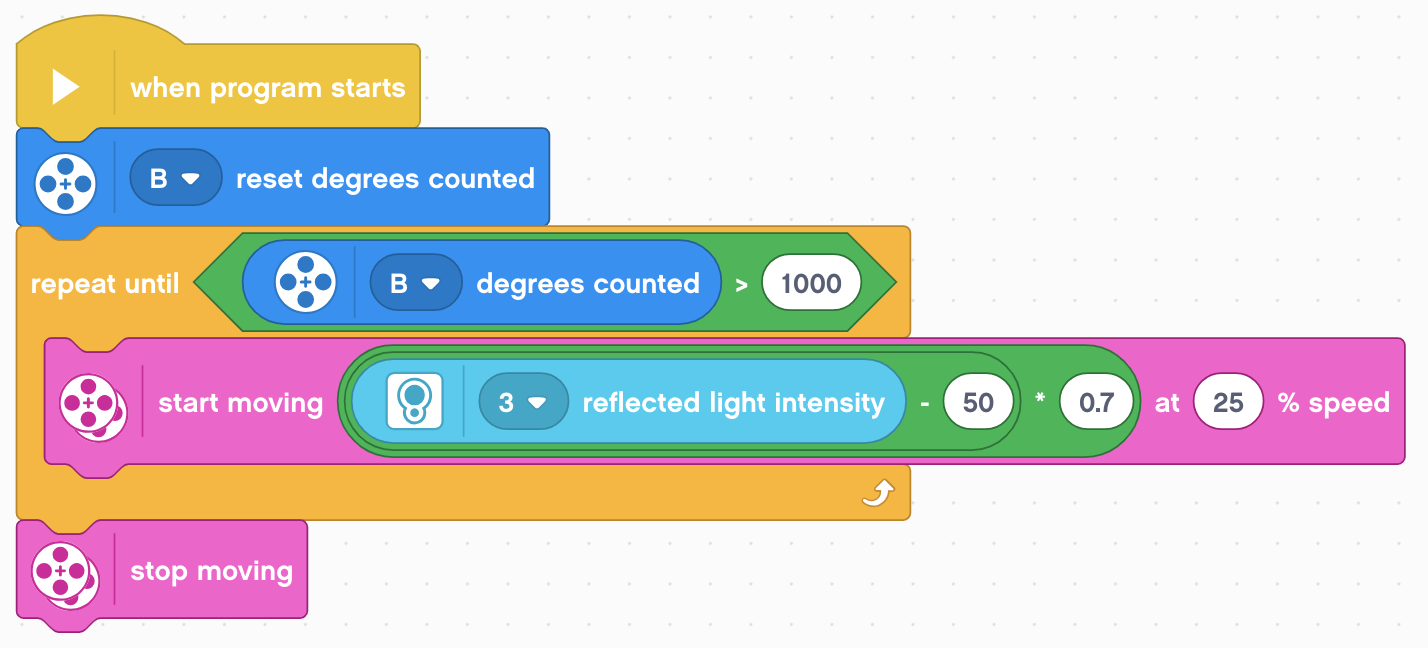 when program starts
B reset degrees counted
repeat until B degrees counted > 1000
start moving 3 reflected light intensity - 50 * 0.7 at 25 % speed
stop moving